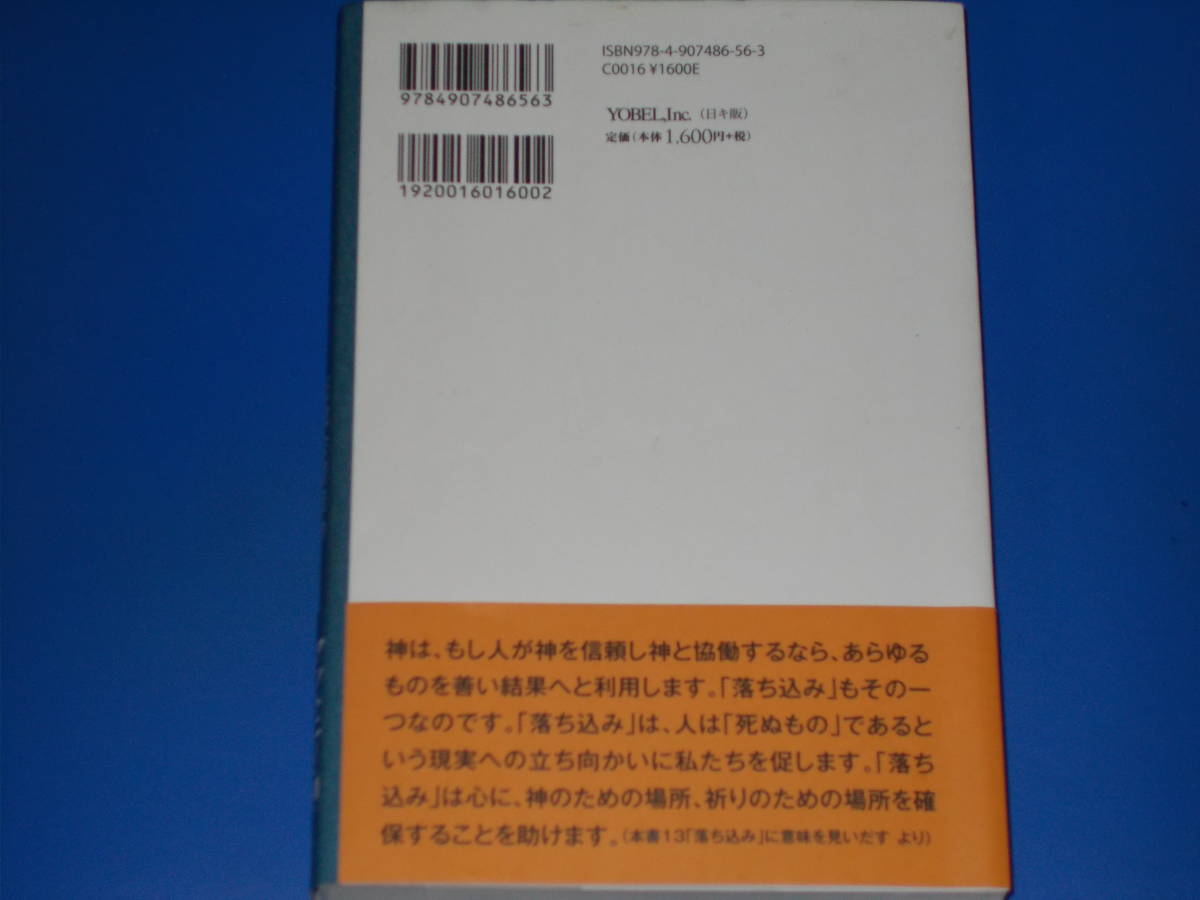 ISBN978-4-907486-56-3
C0016 ¥1600E
9784907486563
YOBEL,Inc.（日キ販）
定価（本体1,600円+税）
1920016016002
神は、もし人が神を信頼し神と協働するなら、あらゆる
ものを善い結果へと利用します。「落ち込み」もその一
つなのです。「落ち込み」は、人は「死ぬもの」であると
いう現実への立ち向かいに私たちを促します。「落ち
込み」は心に、神のための場所、祈りのための場所を確
保することを助けます。（本書13「落ち込み」に意味を見いだす より）